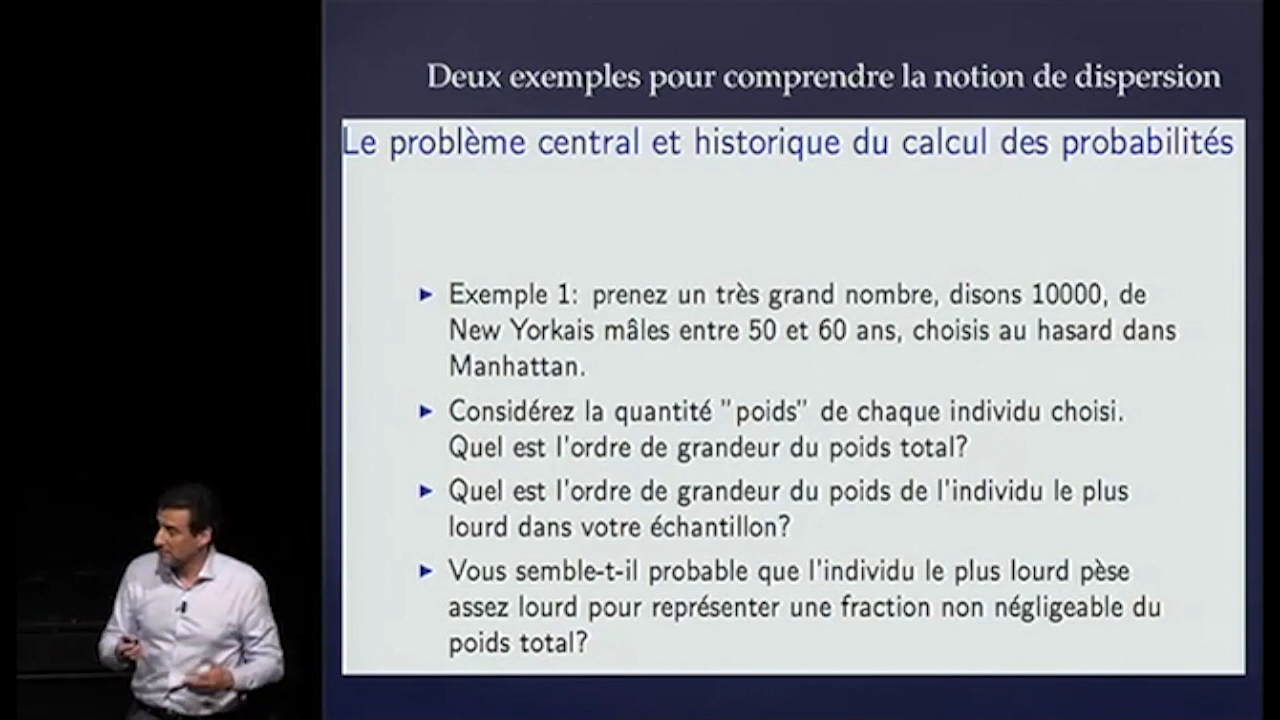 Deux exemples pour comprendre la notion de dispersion
Le problème central et historique du calcul des probabilités
Exemple 1: prenez un très grand nombre, disons 10000, de
New Yorkais mâles entre 50 et 60 ans, choisis au hasard dans
Manhattan.
Considérez la quantité "poids" de chaque individu choisi.
Quel est l'ordre de grandeur du poids total?
Quel est l'ordre de grandeur du poids de l'individu le plus
lourd dans votre échantillon?
Vous semble-t-il probable que l'individu le plus lourd pèse
assez lourd pour représenter une fraction non négligeable du
poids total?